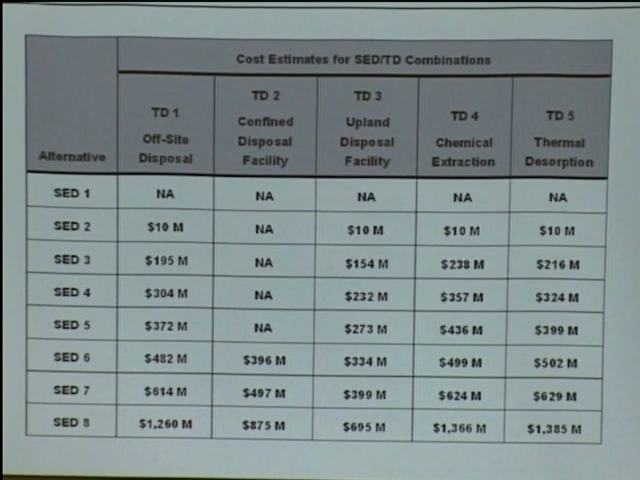 Cost Estimates for SED/TD Combinations
Alternative
TD 1
Off-Site
Disposal
TD 2
Confined
Disposal
Facility
TD 3
Upland
Disposal
Facility
TD 4
Chemical
Extraction
TD 5
Thermal
Desorption
SED 1 NA NA NA NA NA
SED 2 $10 M NA $10 M $10 M $10 M
SED 3 $195 M NA $154 M $238 M $216 M
SED 4 $304 M NA $232 M $357 M $324 M
SED 5 $372 M NA $273 M $436 M $399 M
SED 6 $482 M $396 M $334 M $499 M $502 M
SED 7 $614 M $497 M $399 M $624 M $629 M
SED 8 $1,260 M $875 M $695 M $1,366 M $1,385 M